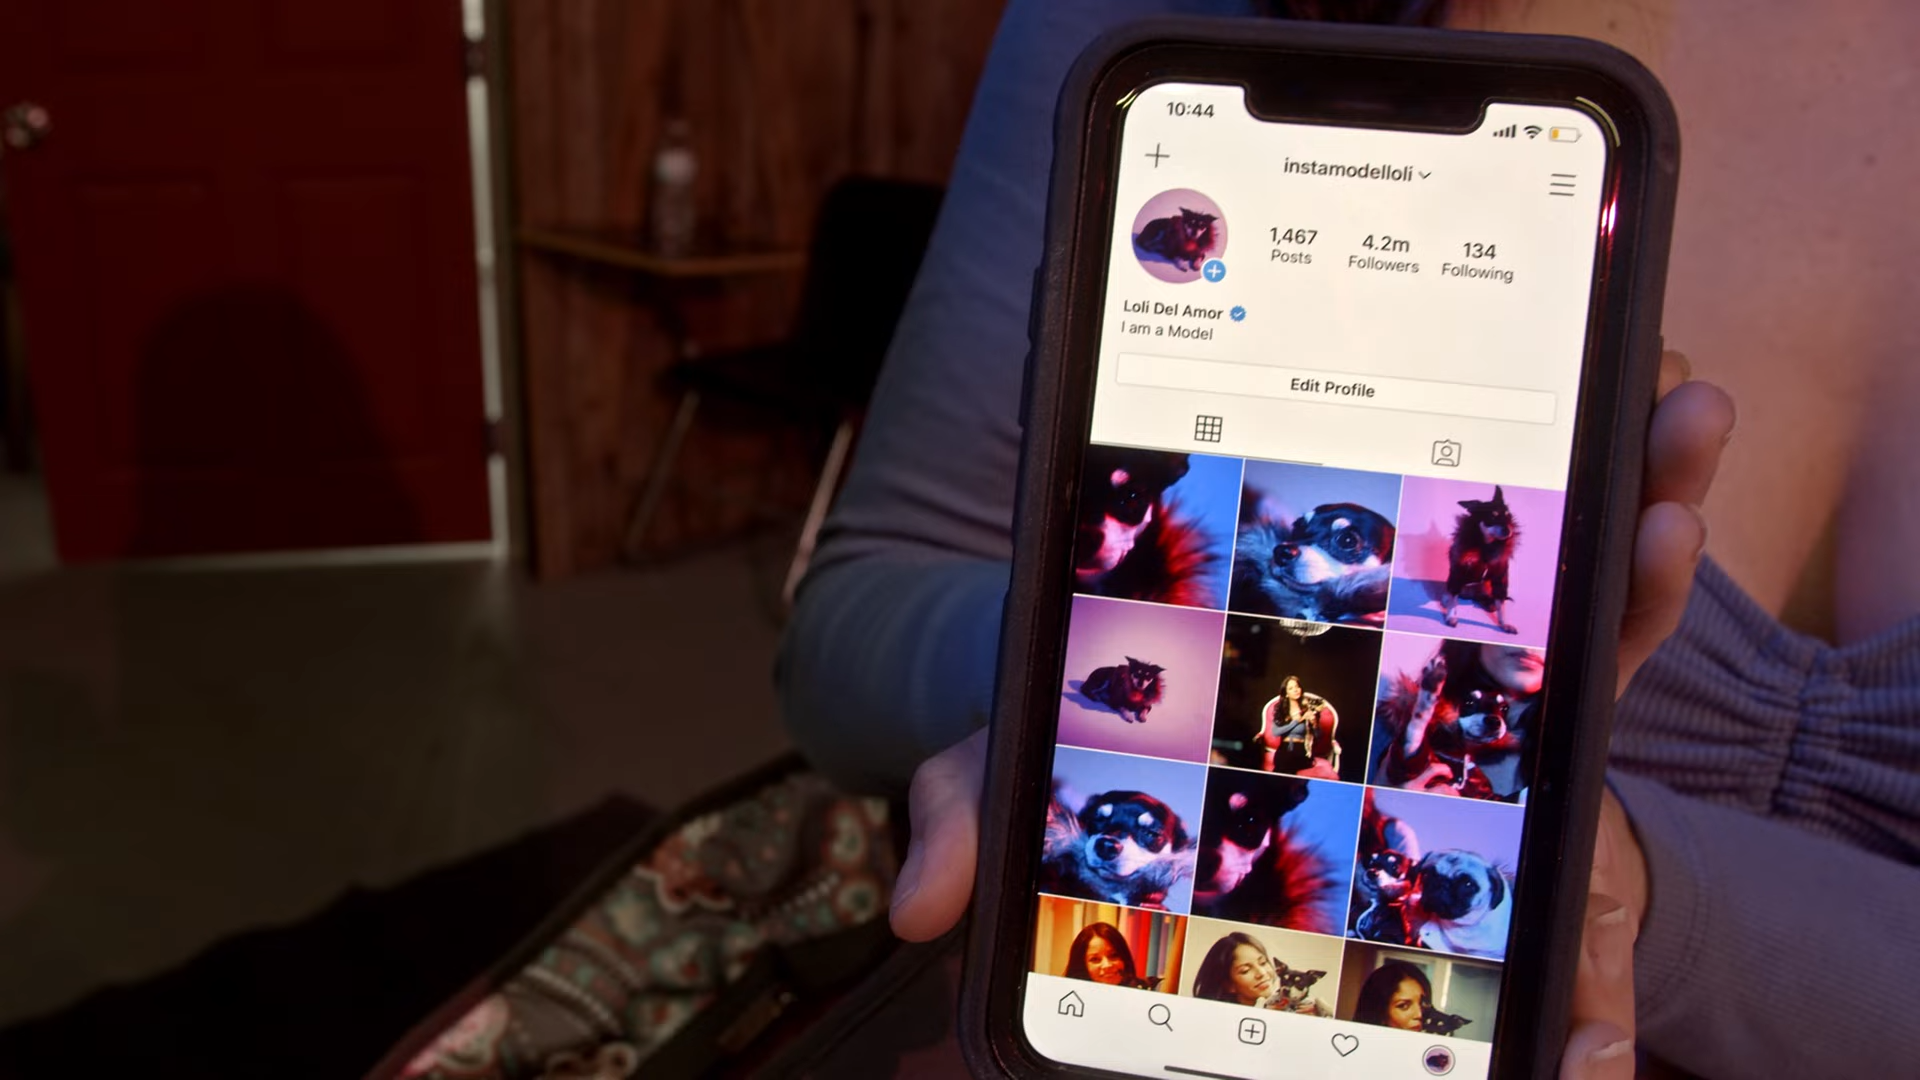 10:44
instamodelloli
1,467 4.2m 134
Posts Followers Following
Loli Del Amor
I am a Model
Edit Profile